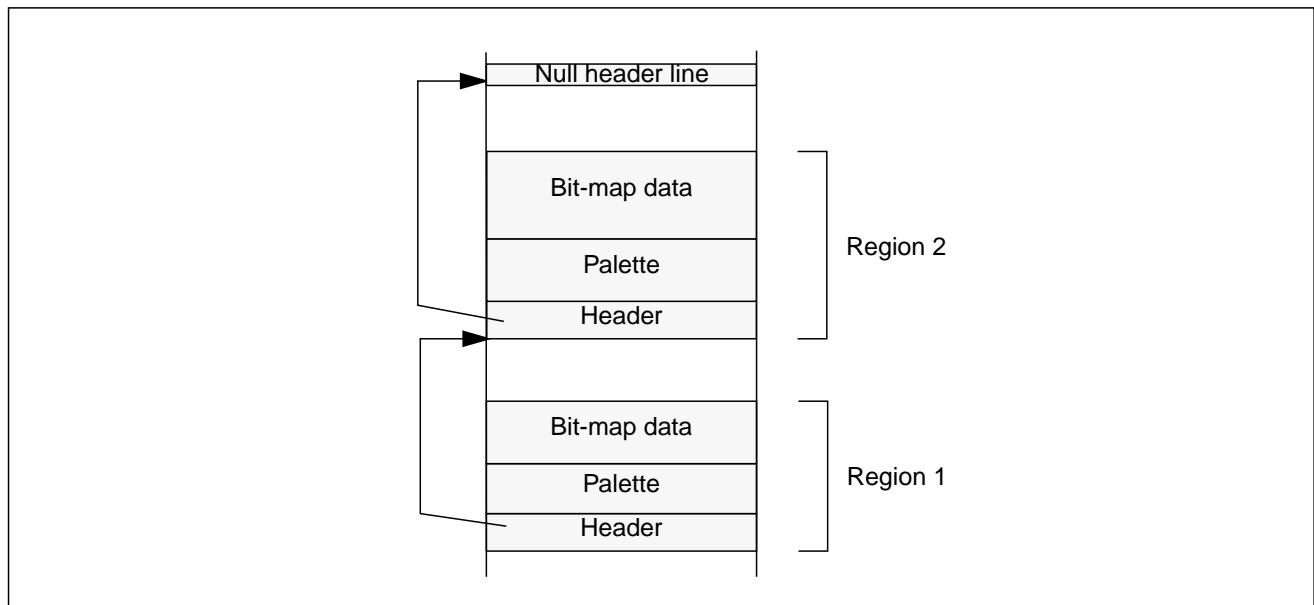 Null header line
Bit-map data
Palette
Header
Region 2
Bit-map data
Palette
Header
Region 1